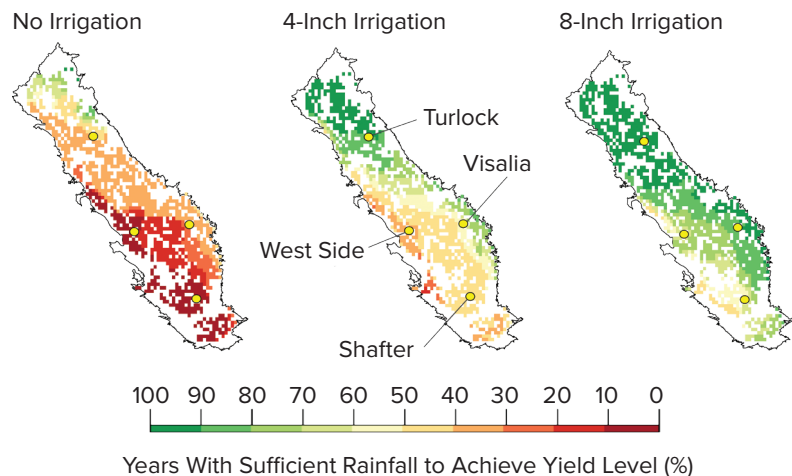 No Irrigation
4-Inch Irrigation
8-Inch Irrigation
Turlock
Visalia
West Side
Shafter
100 90 80 70 60 50 40 30 20 10 0
Years With Sufficient Rainfall to Achieve Yield Level (%)